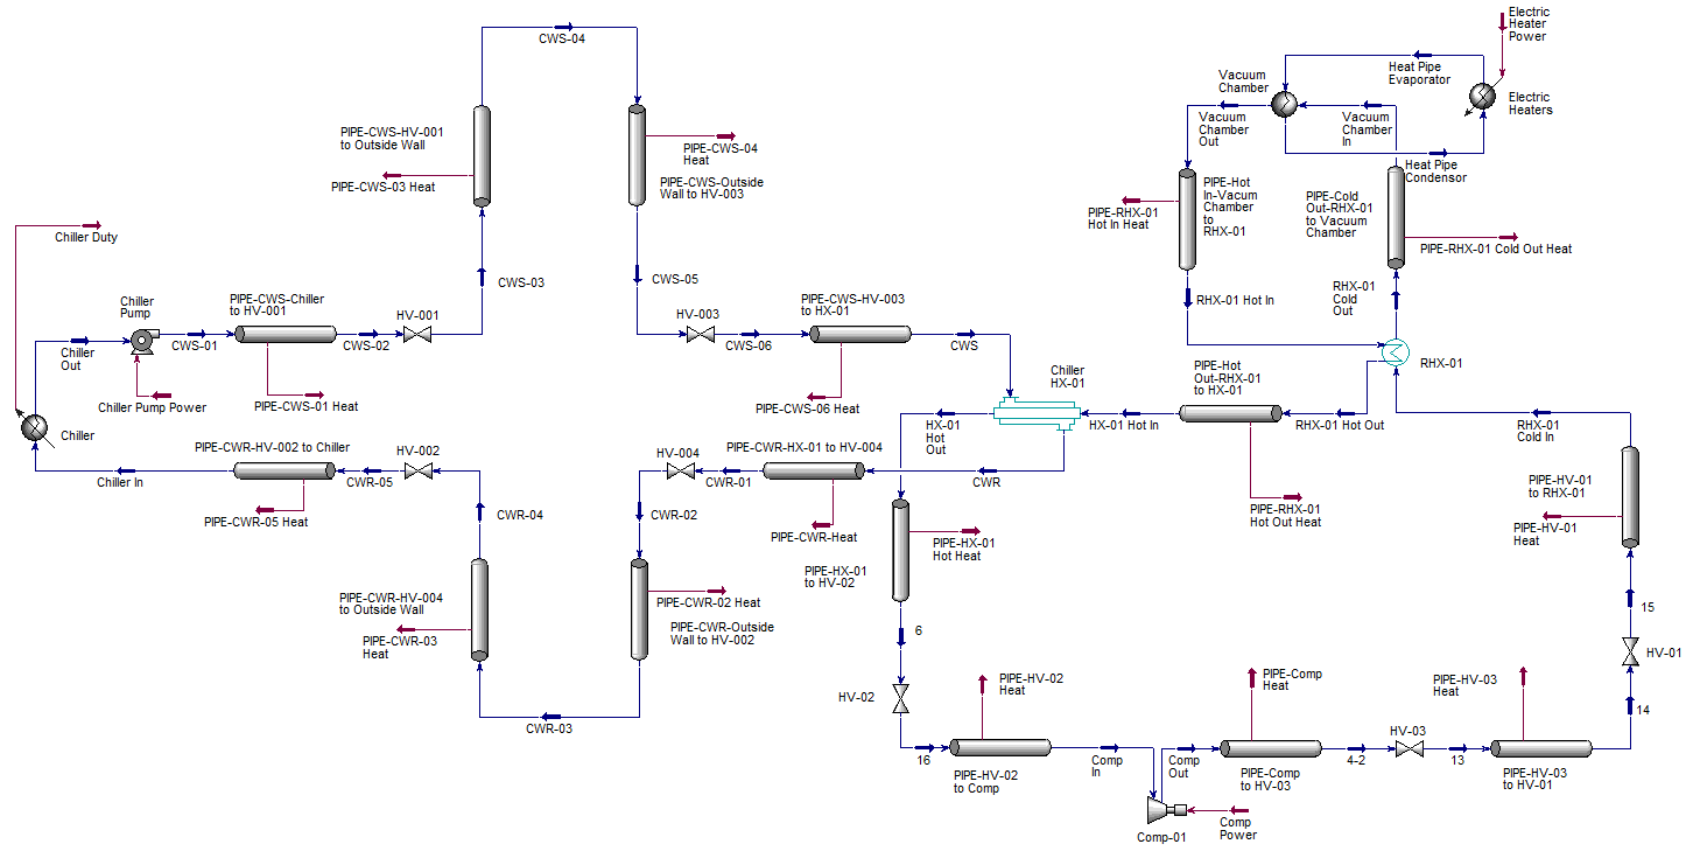 Electric
Heater
Power
CWS-04
Heat Pipe
Evaporator
Vacuum
Chamber
Electric
Heaters
Vacuum
Chamber
Out
Vacuum
Chamber
In
PIPE-CWS-HV-001
to Outside Wall
PIPE-CWS-04
Heat
Heat Pipe
Condensor
PIPE-CWS-03 Heat
PIPE-CWS-Outside
Wall to HV-003
PIPE-Hot
In-Vacum
Chamber
to
RHX-01
PIPE-Cold
Out-RHX-01
to Vacuum
Chamber
PIPE-RHX-01
Hot In Heat
Chiller Duty
PIPE-RHX-01 Cold Out Heat
CWS-03
CWS-05
RHX-01 Hot In
RHX-01
Cold
Out
Chiller
Pump
PIPE-CWS-Chiller
to HV-001
HV-001
HV-003
PIPE-CWS-HV-003
to HX-01
Chiller
Out
CWS-01
CWS-02
CWS-06
CWS
RHX-01
Chiller
HX-01
PIPE-Hot
Out-RHX-01
to HX-01
Chiller Pump Power
PIPE-CWS-01 Heat
PIPE-CWS-06 Heat
HX-01
Hot
Out
HX-01 Hot In
RHX-01 Hot Out
RHX-01
Cold In
Chiller
PIPE-CWR-HV-002 to Chiller
HV-002
HV-004
PIPE-CWR-HX-01 to HV-004
Chiller In
CWR-05
CWR-01
CWR
PIPE-HV-01
to RHX-01
PIPE-CWR-05 Heat
CWR-04
CWR-02
PIPE-CWR-Heat
PIPE-HX-01
Hot Heat
PIPE-RHX-01
Hot Out Heat
PIPE-HV-01
Heat
PIPE-HX-01
to HV-02
PIPE-CWR-HV-004
to Outside Wall
PIPE-CWR-02 Heat
PIPE-CWR-03
Heat
PIPE-CWR-Outside
Wall to HV-002
6
15
HV-01
HV-02
PIPE-HV-02
Heat
PIPE-Comp
Heat
PIPE-HV-03
Heat
14
CWR-03
HV-03
16
Comp
In
Comp
Out
4-2
13
PIPE-HV-02
to Comp
PIPE-Comp
to HV-03
PIPE-HV-03
to HV-01
Comp-01
Comp
Power